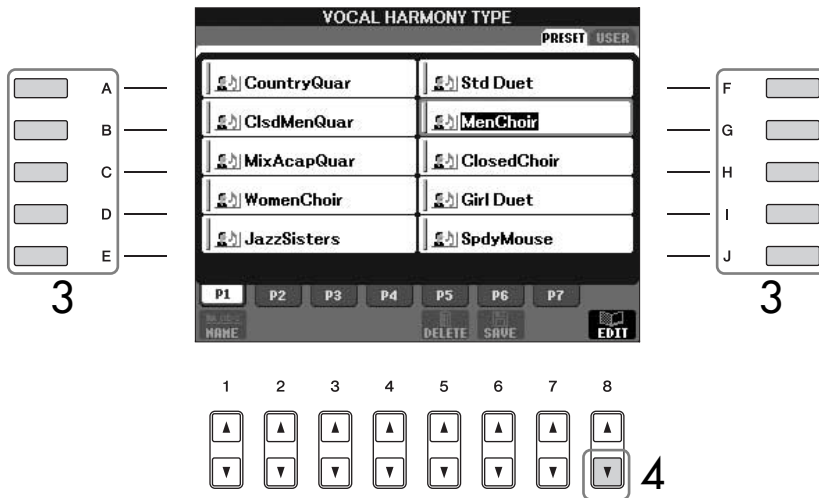 VOCAL HARMONY TYPE
PRESET USER
A CountryQuar Std Duet F
B ClsdMenQuar MenChoir G
C MixAcapQuar ClosedChoir H
D WomenChoir Girl Duet I
E JazzSisters SpdyMouse J
3 P1 P2 P3 P4 P5 P6 P7 3
NAME DELETE SAVE EDIT
1 2 3 4 5 6 7 8
4